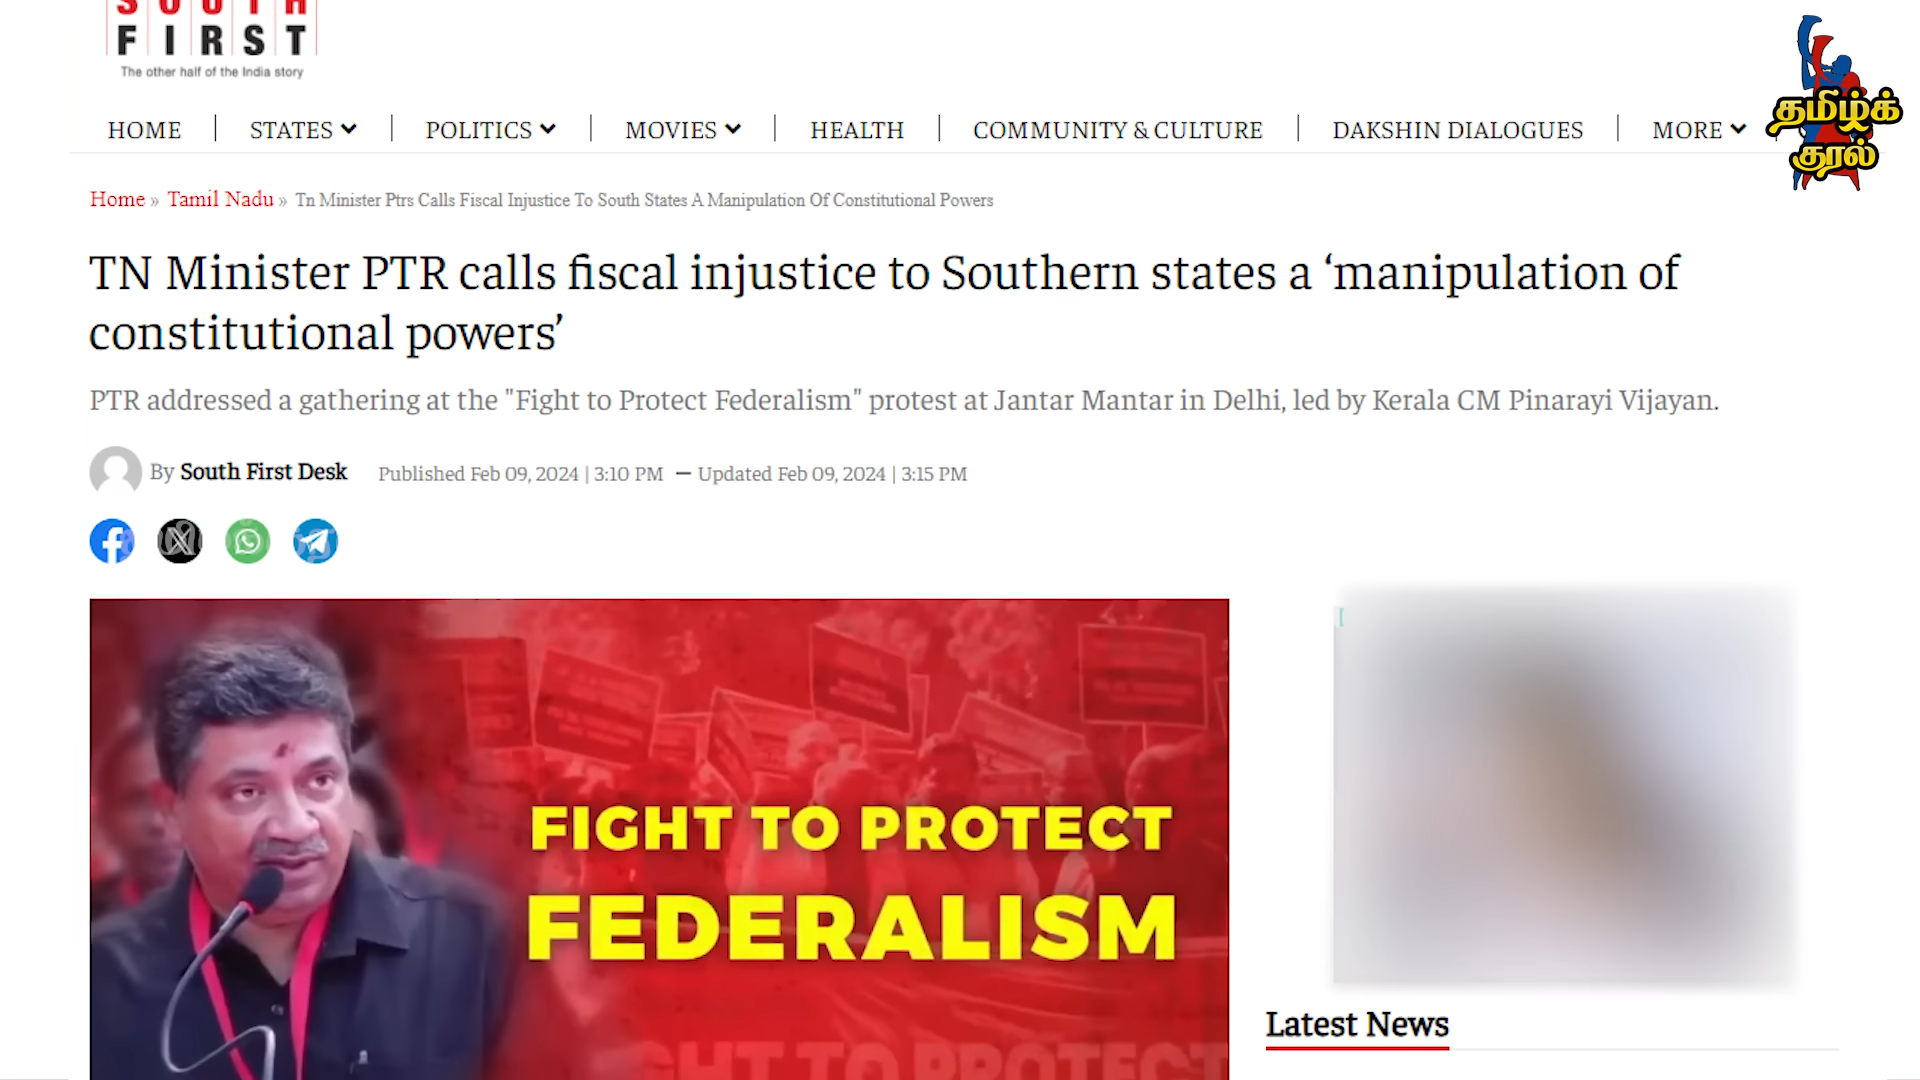 SOUTH
FIRST
The other half of the India story
HOME
STATES
POLITICS
MOVIES
HEALTH
COMMUNITY & CULTURE
DAKSHIN DIALOGUES
MORE
தமிழ்க்
குரல்
Home » Tamil Nadu » Tn Minister Ptrs Calls Fiscal Injustice To South States A Manipulation Of Constitutional Powers
TN Minister PTR calls fiscal injustice to Southern states a ‘manipulation of
constitutional powers’
PTR addressed a gathering at the "Fight to Protect Federalism" protest at Jantar Mantar in Delhi, led by Kerala CM Pinarayi Vijayan.
By South First Desk Published Feb 09, 2024 | 3:10 PM — Updated Feb 09, 2024 | 3:15 PM
FIGHT TO PROTECT
FEDERALISM
FIGHT TO PROTECT
Latest News